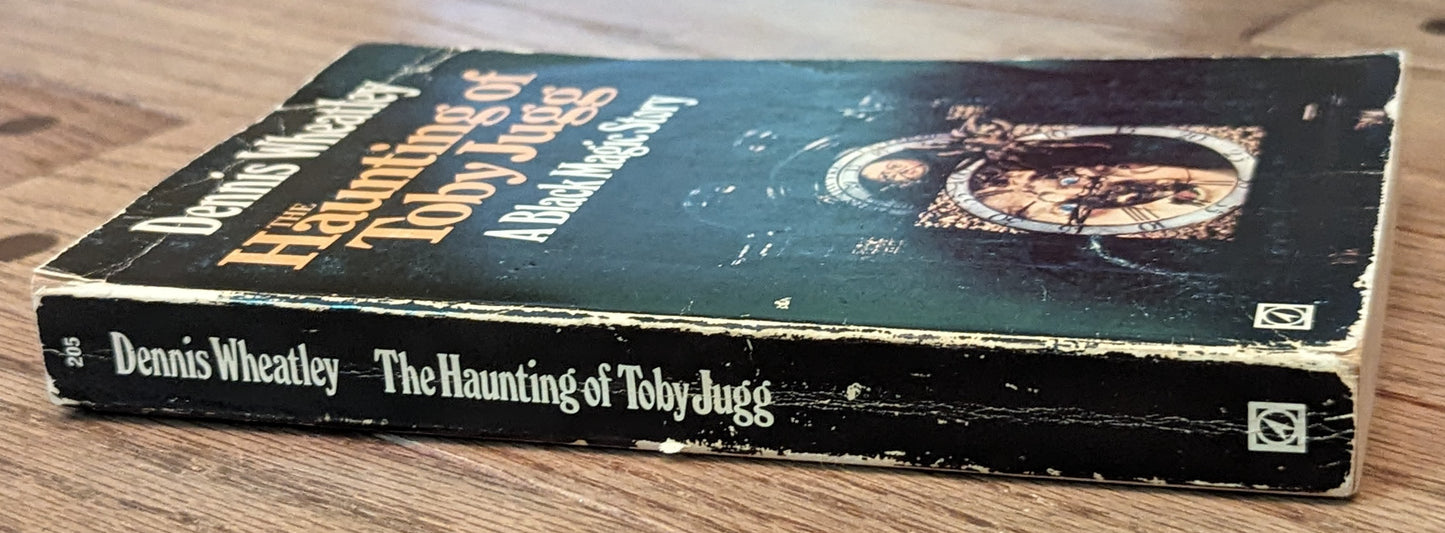 Dennis Wheatley
THE
Haunting of
Toby Jugg
A Black Magic Story
205
Dennis Wheatley The Haunting of Toby Jugg